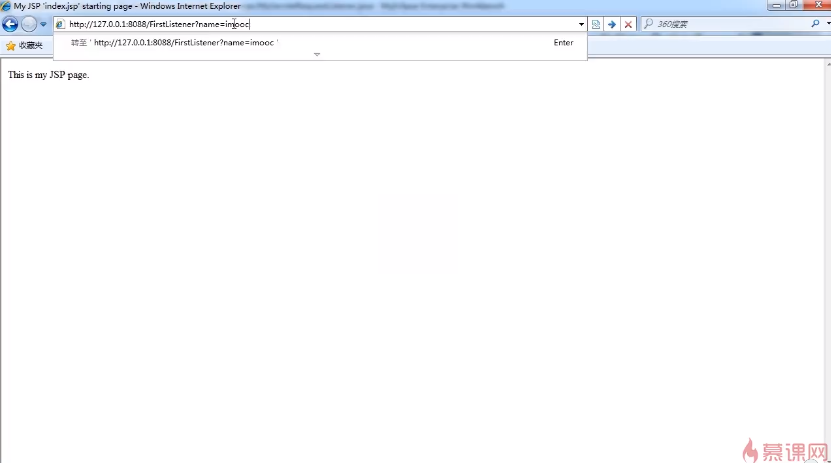 My JSP 'index.jsp' starting page - Windows Internet Explorer
http://127.0.0.1:8088/FirstListener?name=imooc
360搜索
转至 ' http://127.0.0.1:8088/FirstListener?name=imooc '
Enter
收藏夹
This is my JSP page.
慕课网